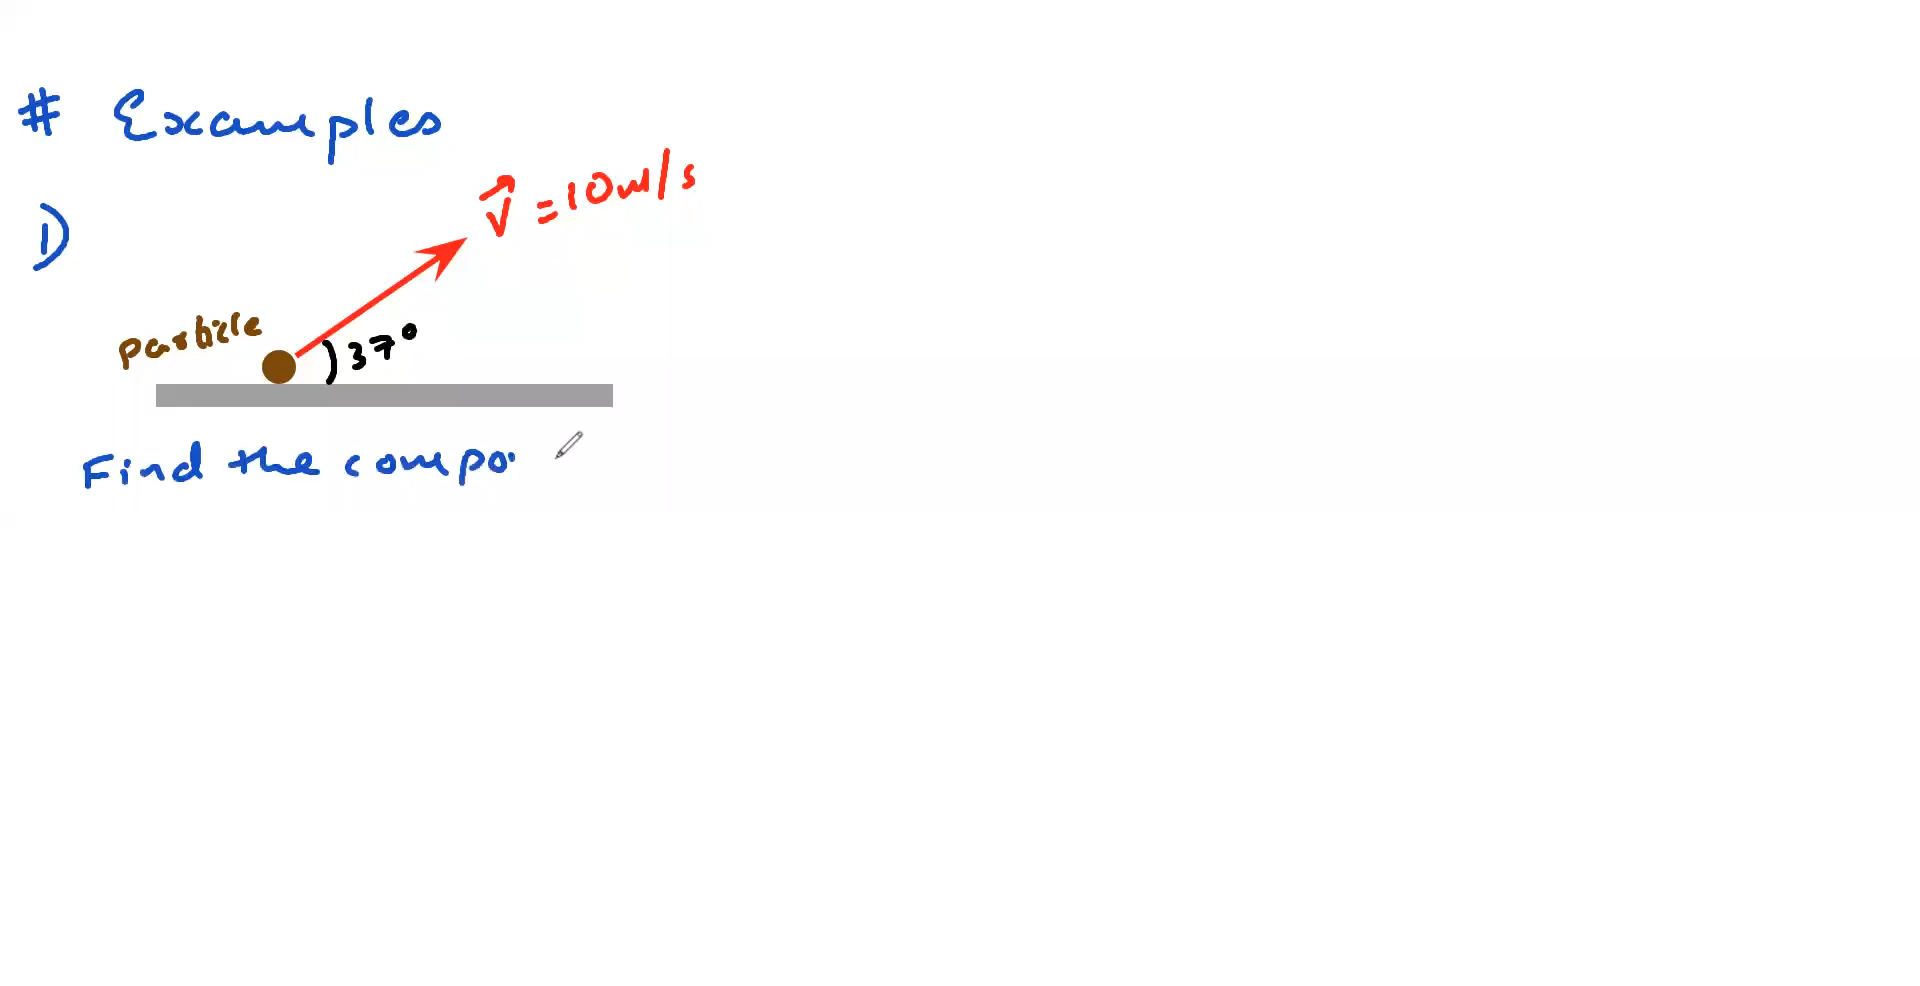 # Examples
1)
V⃗ = 10m/s
particle
37°
Find the compo